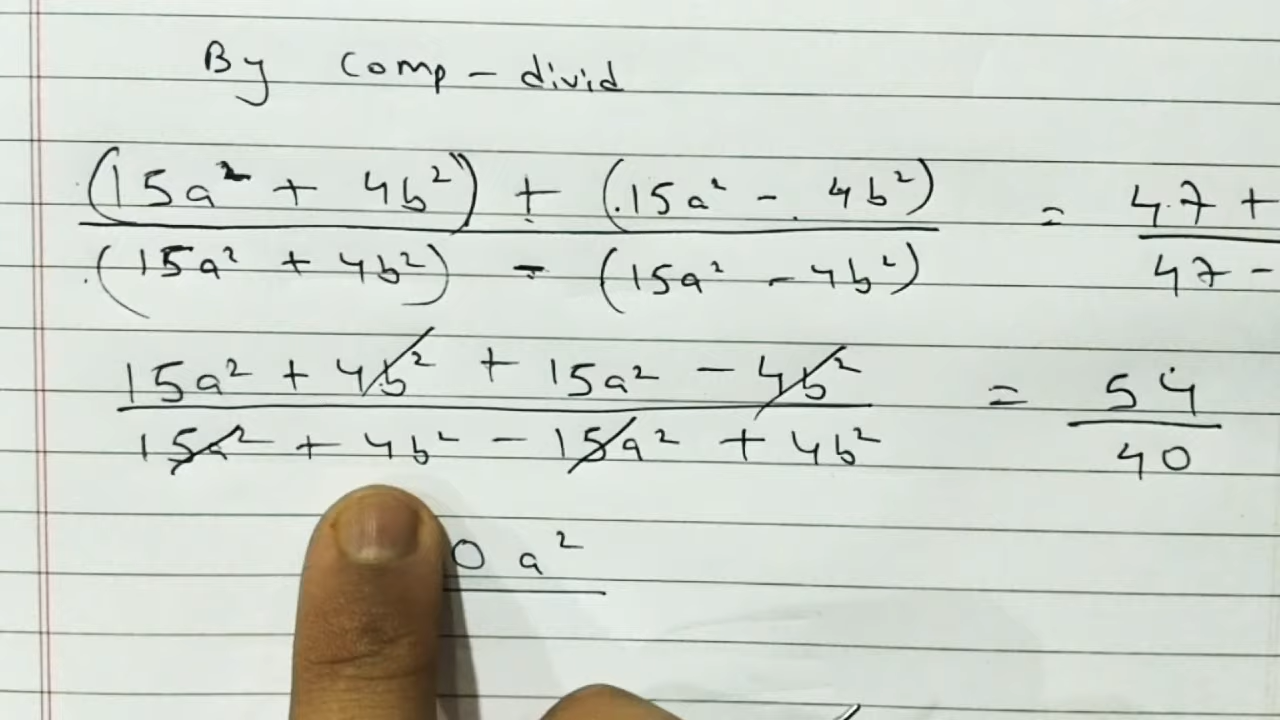 By comp - divid
(15a² + 4b²) + (15a² - 4b²) = 47 +
(15a² + 4b²) - (15a² - 4b²) 47 -
15a² + 4b² + 15a² - 4b² = 54
15a² + 4b² - 15a² + 4b² 40
0 a²